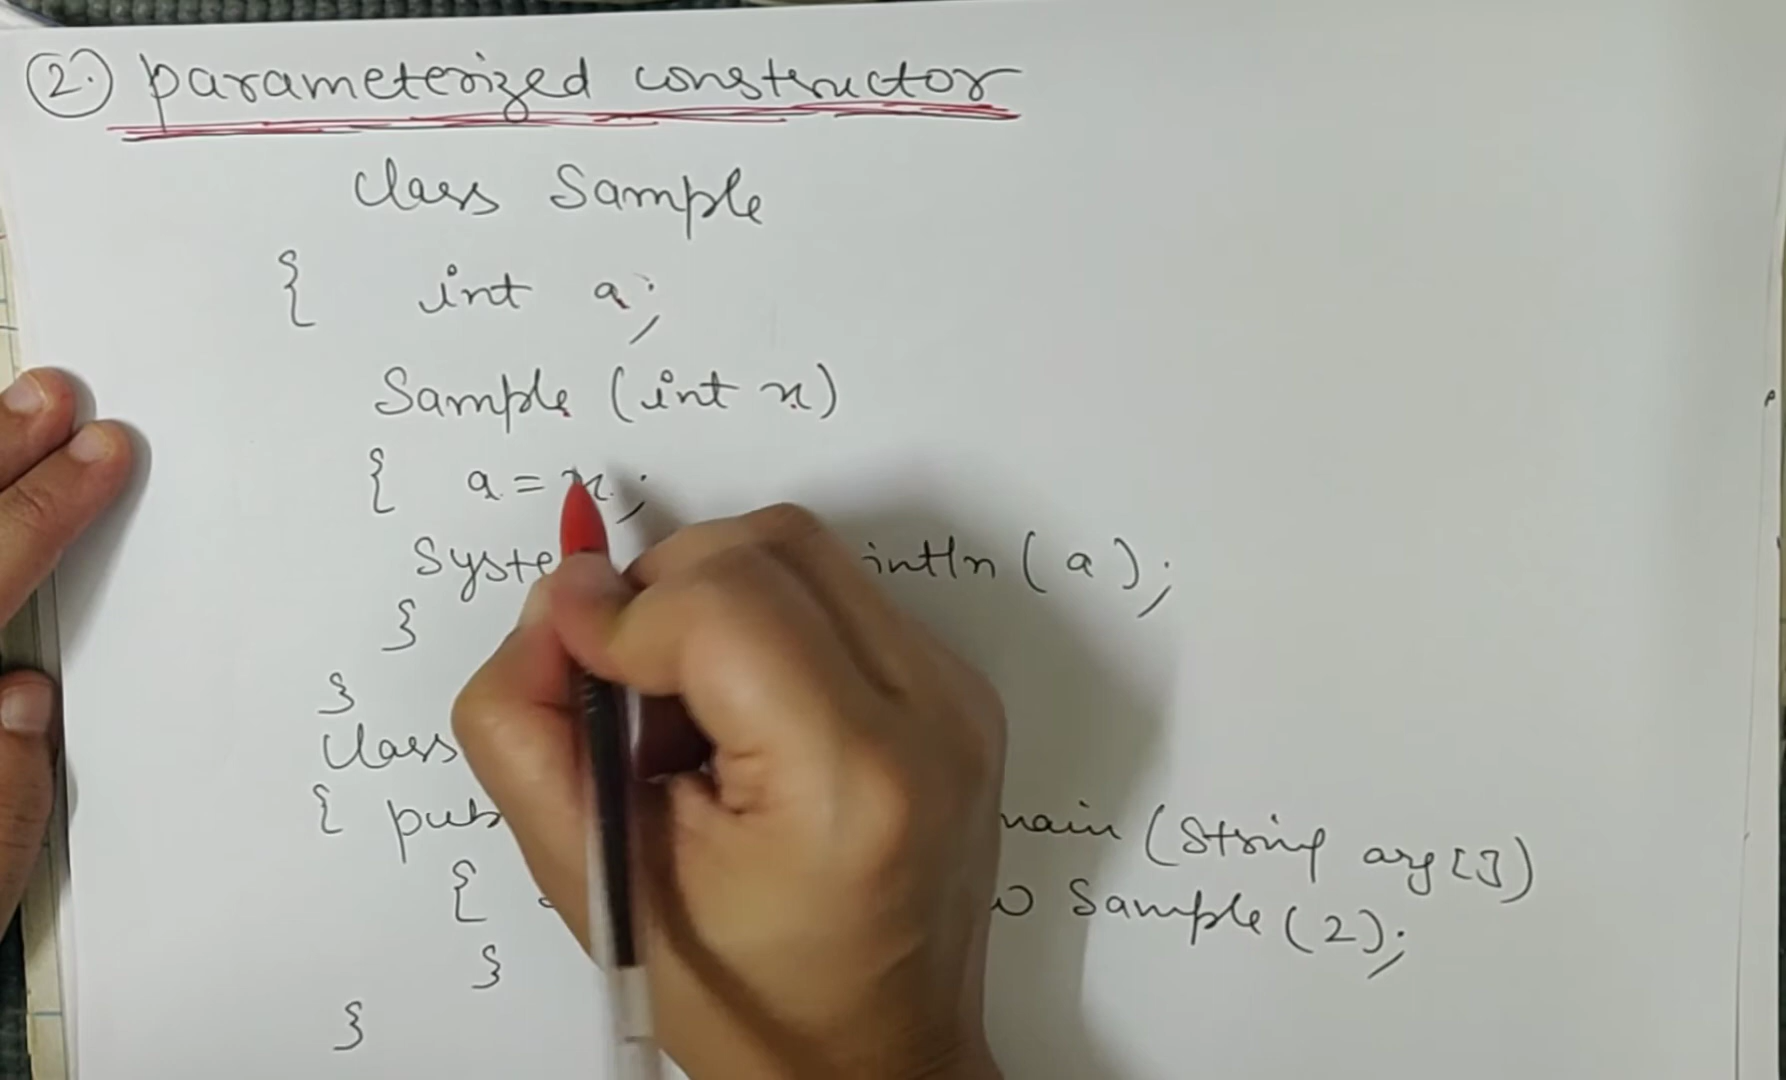 2. parameterized constructor
class Sample
{ int a;
Sample (int x)
{ a = x;
Syste intln (a);
}
}
class
{ pub main (String arg[])
{ w Sample (2);
}
}